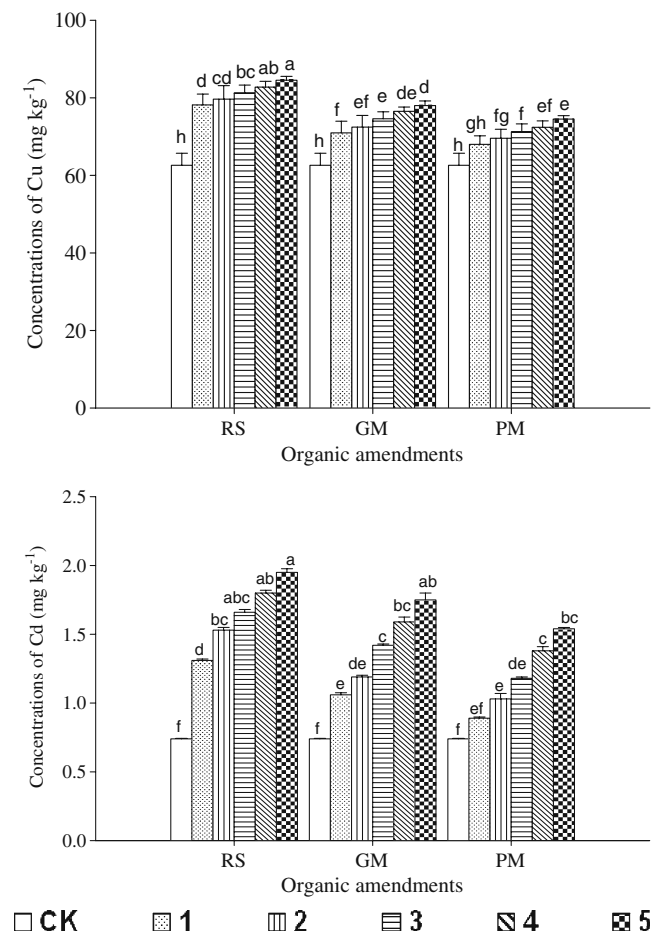 100
80
60
40
20
0
Concentrations of Cu (mg kg⁻¹)
h d cd bc ab a
h f ef e de d
h gh fg f ef e
RS GM PM
Organic amendments
2.5
2.0
1.5
1.0
0.5
0.0
Concentrations of Cd (mg kg⁻¹)
f d bc abc ab a
f e de c bc ab
f ef e de c bc
RS GM PM
Organic amendments
CK 1 2 3 4 5